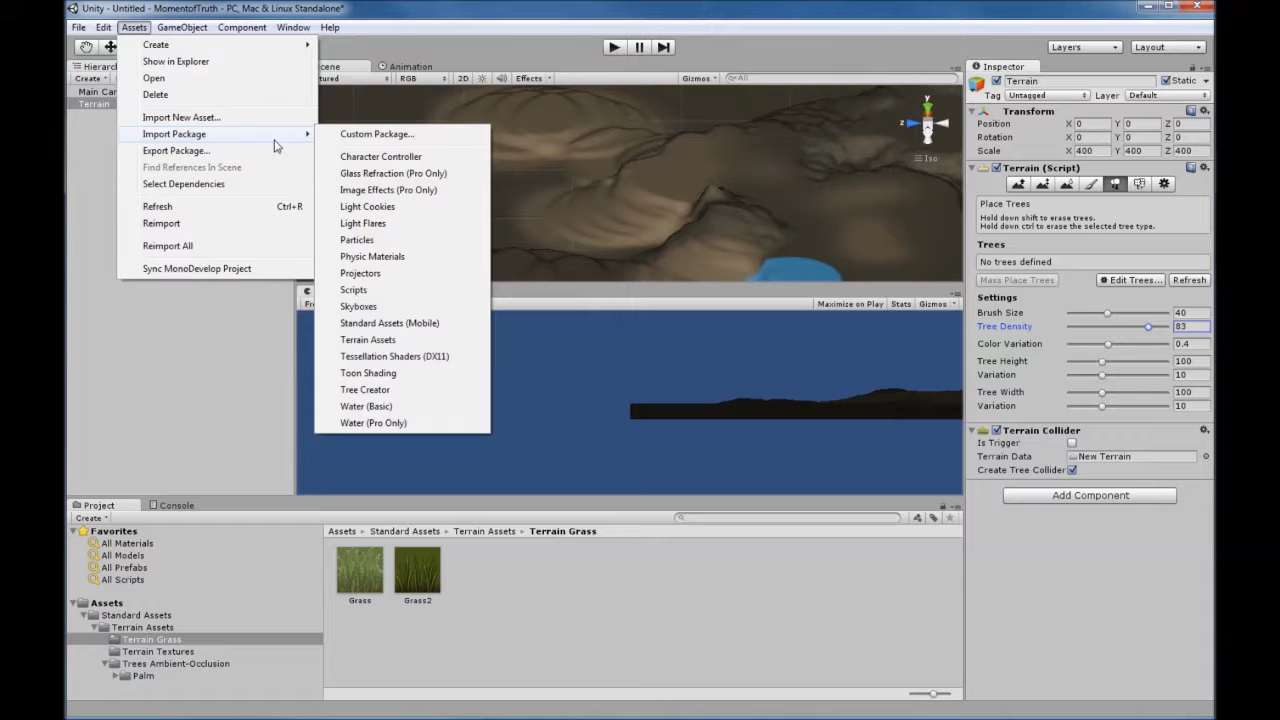 Unity - Untitled - MomentofTruth - PC, Mac & Linux Standalone*
File Edit Assets GameObject Component Window Help
Layers Layout
Create
Show in Explorer
Open
Delete
Import New Asset...
Import Package
Export Package...
Find References In Scene
Select Dependencies
Refresh Ctrl+R
Reimport
Reimport All
Sync MonoDevelop Project
Custom Package...
Character Controller
Glass Refraction (Pro Only)
Image Effects (Pro Only)
Light Cookies
Light Flares
Particles
Physic Materials
Projectors
Scripts
Skyboxes
Standard Assets (Mobile)
Terrain Assets
Tessellation Shaders (DX11)
Toon Shading
Tree Creator
Water (Basic)
Water (Pro Only)
Hierarch
Create
Main Car
Terrain
cene Animation
tured RGB 2D Effects Gizmos All
y
z
Iso
Maximize on Play Stats Gizmos
Inspector
Terrain Static
Tag Untagged Layer Default
Transform
Position X 0 Y 0 Z 0
Rotation X 0 Y 0 Z 0
Scale X 400 Y 400 Z 400
Terrain (Script)
Place Trees
Hold down shift to erase trees.
Hold down ctrl to erase the selected tree type.
Trees
No trees defined
Mass Place Trees Edit Trees... Refresh
Settings
Brush Size 40
Tree Density 83
Color Variation 0.4
Tree Height 100
Variation 10
Tree Width 100
Variation 10
Terrain Collider
Is Trigger
Terrain Data New Terrain
Create Tree Collider
Add Component
Project Console
Create
Favorites
All Materials
All Models
All Prefabs
All Scripts
Assets
Standard Assets
Terrain Assets
Terrain Grass
Terrain Textures
Trees Ambient-Occlusion
Palm
Assets Standard Assets Terrain Assets Terrain Grass
Grass Grass2